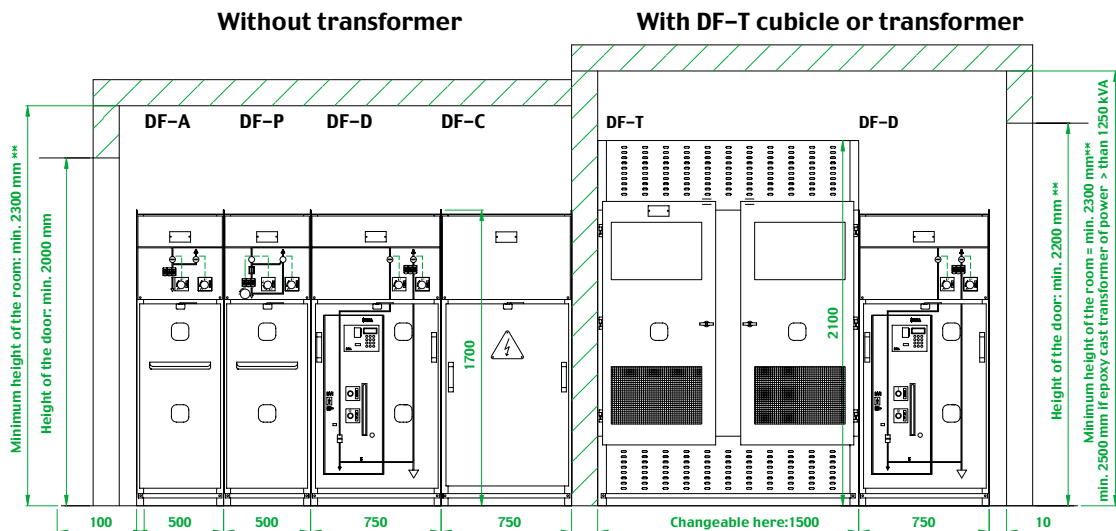 Without transformer
With DF-T cubicle or transformer
DF-A
DF-P
DF-D
DF-C
DF-T
DF-D
Minimum height of the room: min. 2300 mm **
Height of the door: min. 2000 mm
1700
2100
Height of the door: min. 2200 mm **
Minimum height of the room = min. 2300 mm**
min. 2500 mm if epoxy cast transformer of power > than 1250 kVA
100
500
500
750
750
Changeable here:1500
750
10